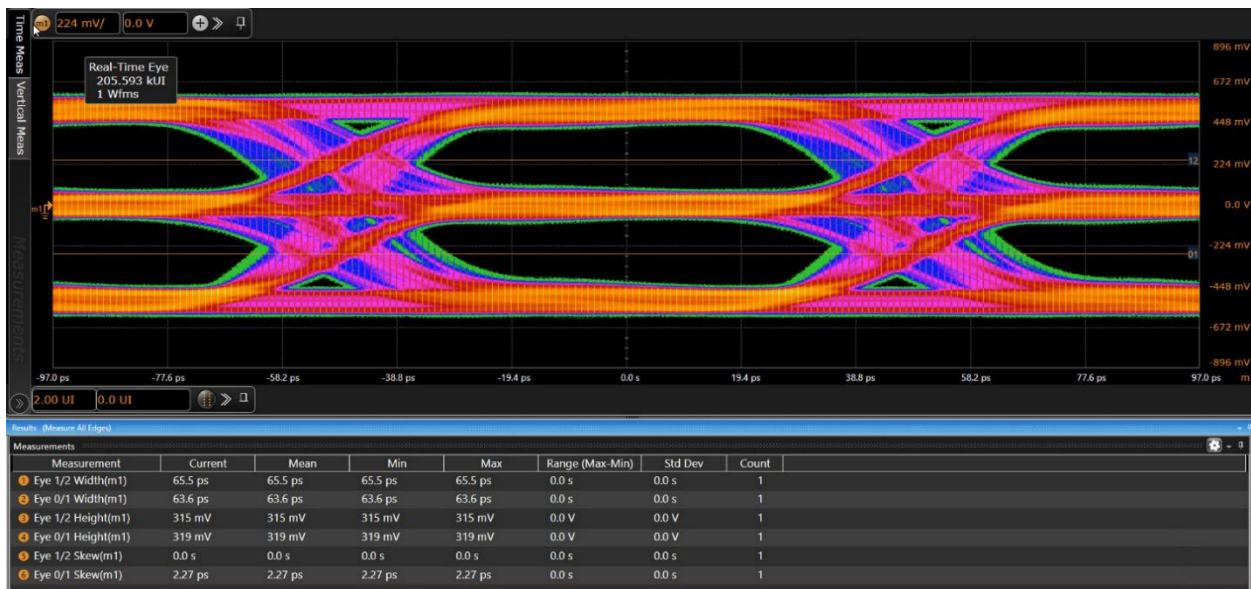 Time Meas
Vertical Meas
Measurements
m1 224 mV/ 0.0 V
Real-Time Eye
205.593 kUI
1 Wfms
896 mV
672 mV
448 mV
12 224 mV
m1 0.0 V
-224 mV
01
-448 mV
-672 mV
-896 mV
-97.0 ps -77.6 ps -58.2 ps -38.8 ps -19.4 ps 0.0 s 19.4 ps 38.8 ps 58.2 ps 77.6 ps 97.0 ps
2.00 UI 0.0 UI
Results (Measure All Edges)
Measurements
Measurement Current Mean Min Max Range (Max-Min) Std Dev Count
1 Eye 1/2 Width(m1) 65.5 ps 65.5 ps 65.5 ps 65.5 ps 0.0 s 0.0 s 1
2 Eye 0/1 Width(m1) 63.6 ps 63.6 ps 63.6 ps 63.6 ps 0.0 s 0.0 s 1
3 Eye 1/2 Height(m1) 315 mV 315 mV 315 mV 315 mV 0.0 V 0.0 V 1
4 Eye 0/1 Height(m1) 319 mV 319 mV 319 mV 319 mV 0.0 V 0.0 V 1
5 Eye 1/2 Skew(m1) 0.0 s 0.0 s 0.0 s 0.0 s 0.0 s 0.0 s 1
6 Eye 0/1 Skew(m1) 2.27 ps 2.27 ps 2.27 ps 2.27 ps 0.0 s 0.0 s 1